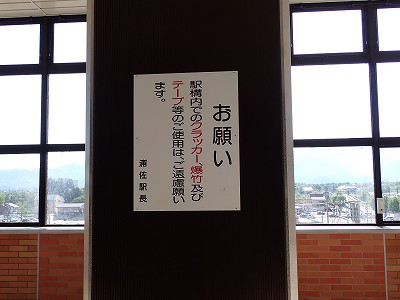 お願い
駅構内でのクラッカー、爆竹及び
テープ等のご使用は、ご遠慮願い
ます。
浦佐駅長